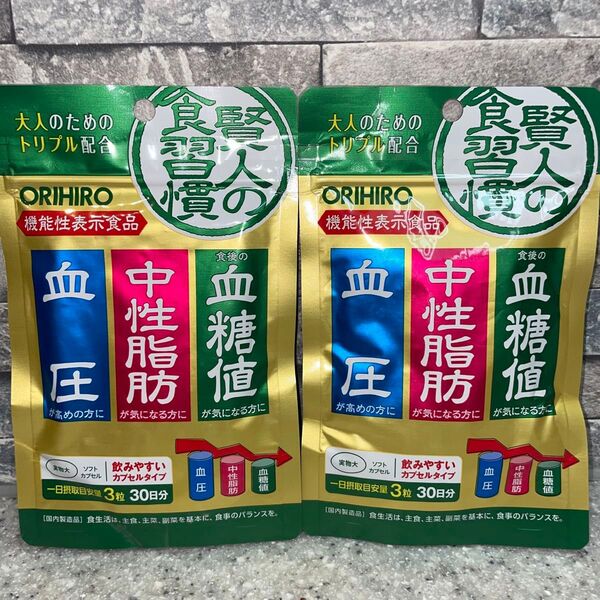 大人のための
トリプル配合
賢人の
食習慣
ORIHIRO
機能性表示食品
食後の
血糖値
が気になる方に
中性脂肪
が気になる方に
血圧
が高めの方に
実物大
ソフト
カプセル
飲みやすい
カプセルタイプ
一日摂取目安量 3粒 30日分
血圧
中性脂肪
血糖値
[国内製造品] 食生活は、主食、主菜、副菜を基本に、食事のバランスを。
大人のための
トリプル配合
賢人の
食習慣
ORIHIRO
機能性表示食品
食後の
血糖値
が気になる方に
中性脂肪
が気になる方に
血圧
が高めの方に
実物大
ソフト
カプセル
飲みやすい
カプセルタイプ
一日摂取目安量 3粒 30日分
血圧
中性脂肪
血糖値
[国内製造品] 食生活は、主食、主菜、副菜を基本に、食事のバランスを。